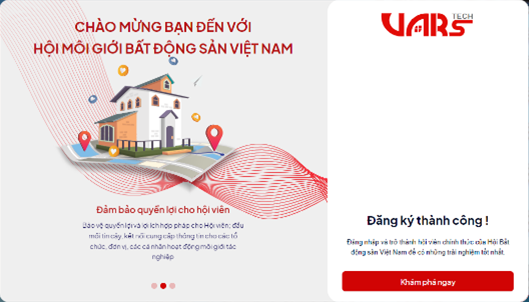 CHÀO MỪNG BẠN ĐẾN VỚI
HỘI MÔI GIỚI BẤT ĐỘNG SẢN VIỆT NAM
Đảm bảo quyền lợi cho hội viên
Bảo vệ quyền lợi và lợi ích hợp pháp cho Hội viên; đầu
mối tin cậy, kết nối cung cấp thông tin cho các tổ
chức, đơn vị, các cá nhân hoạt động môi giới tác
nghiệp
VARS TECH
Đăng ký thành công !
Đăng nhập và trở thành hội viên chính thức của Hội Bất
động sản Việt Nam để có những trải nghiệm tốt nhất.
Khám phá ngay